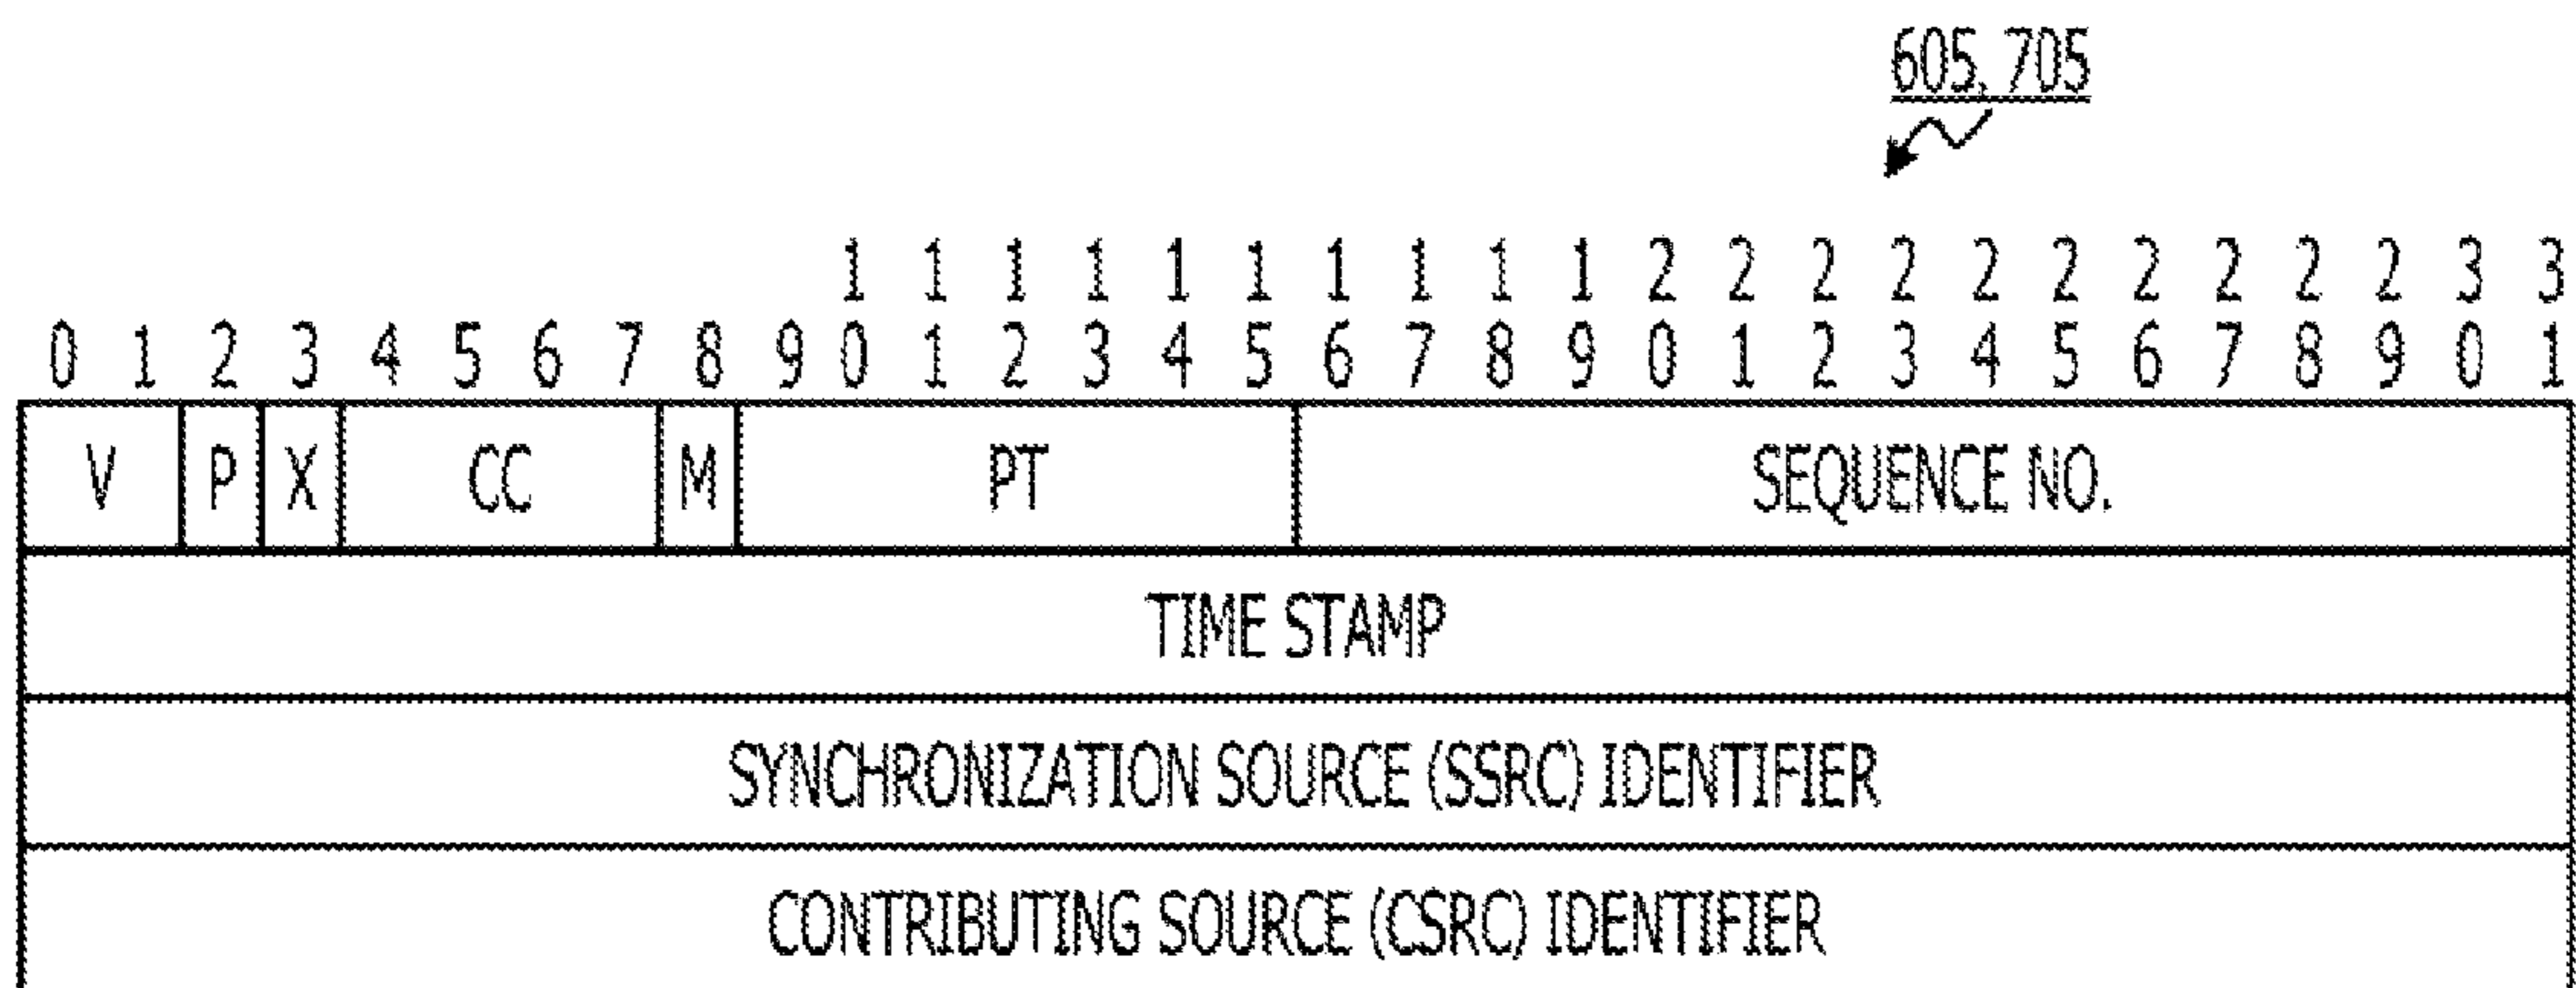 605, 705
1 1 1 1 1 1 1 1 1 1 2 2 2 2 2 2 2 2 2 2 3 3
0 1 2 3 4 5 6 7 8 9 0 1 2 3 4 5 6 7 8 9 0 1 2 3 4 5 6 7 8 9 0 1
V P X CC M PT SEQUENCE NO.
TIME STAMP
SYNCHRONIZATION SOURCE (SSRC) IDENTIFIER
CONTRIBUTING SOURCE (CSRC) IDENTIFIER